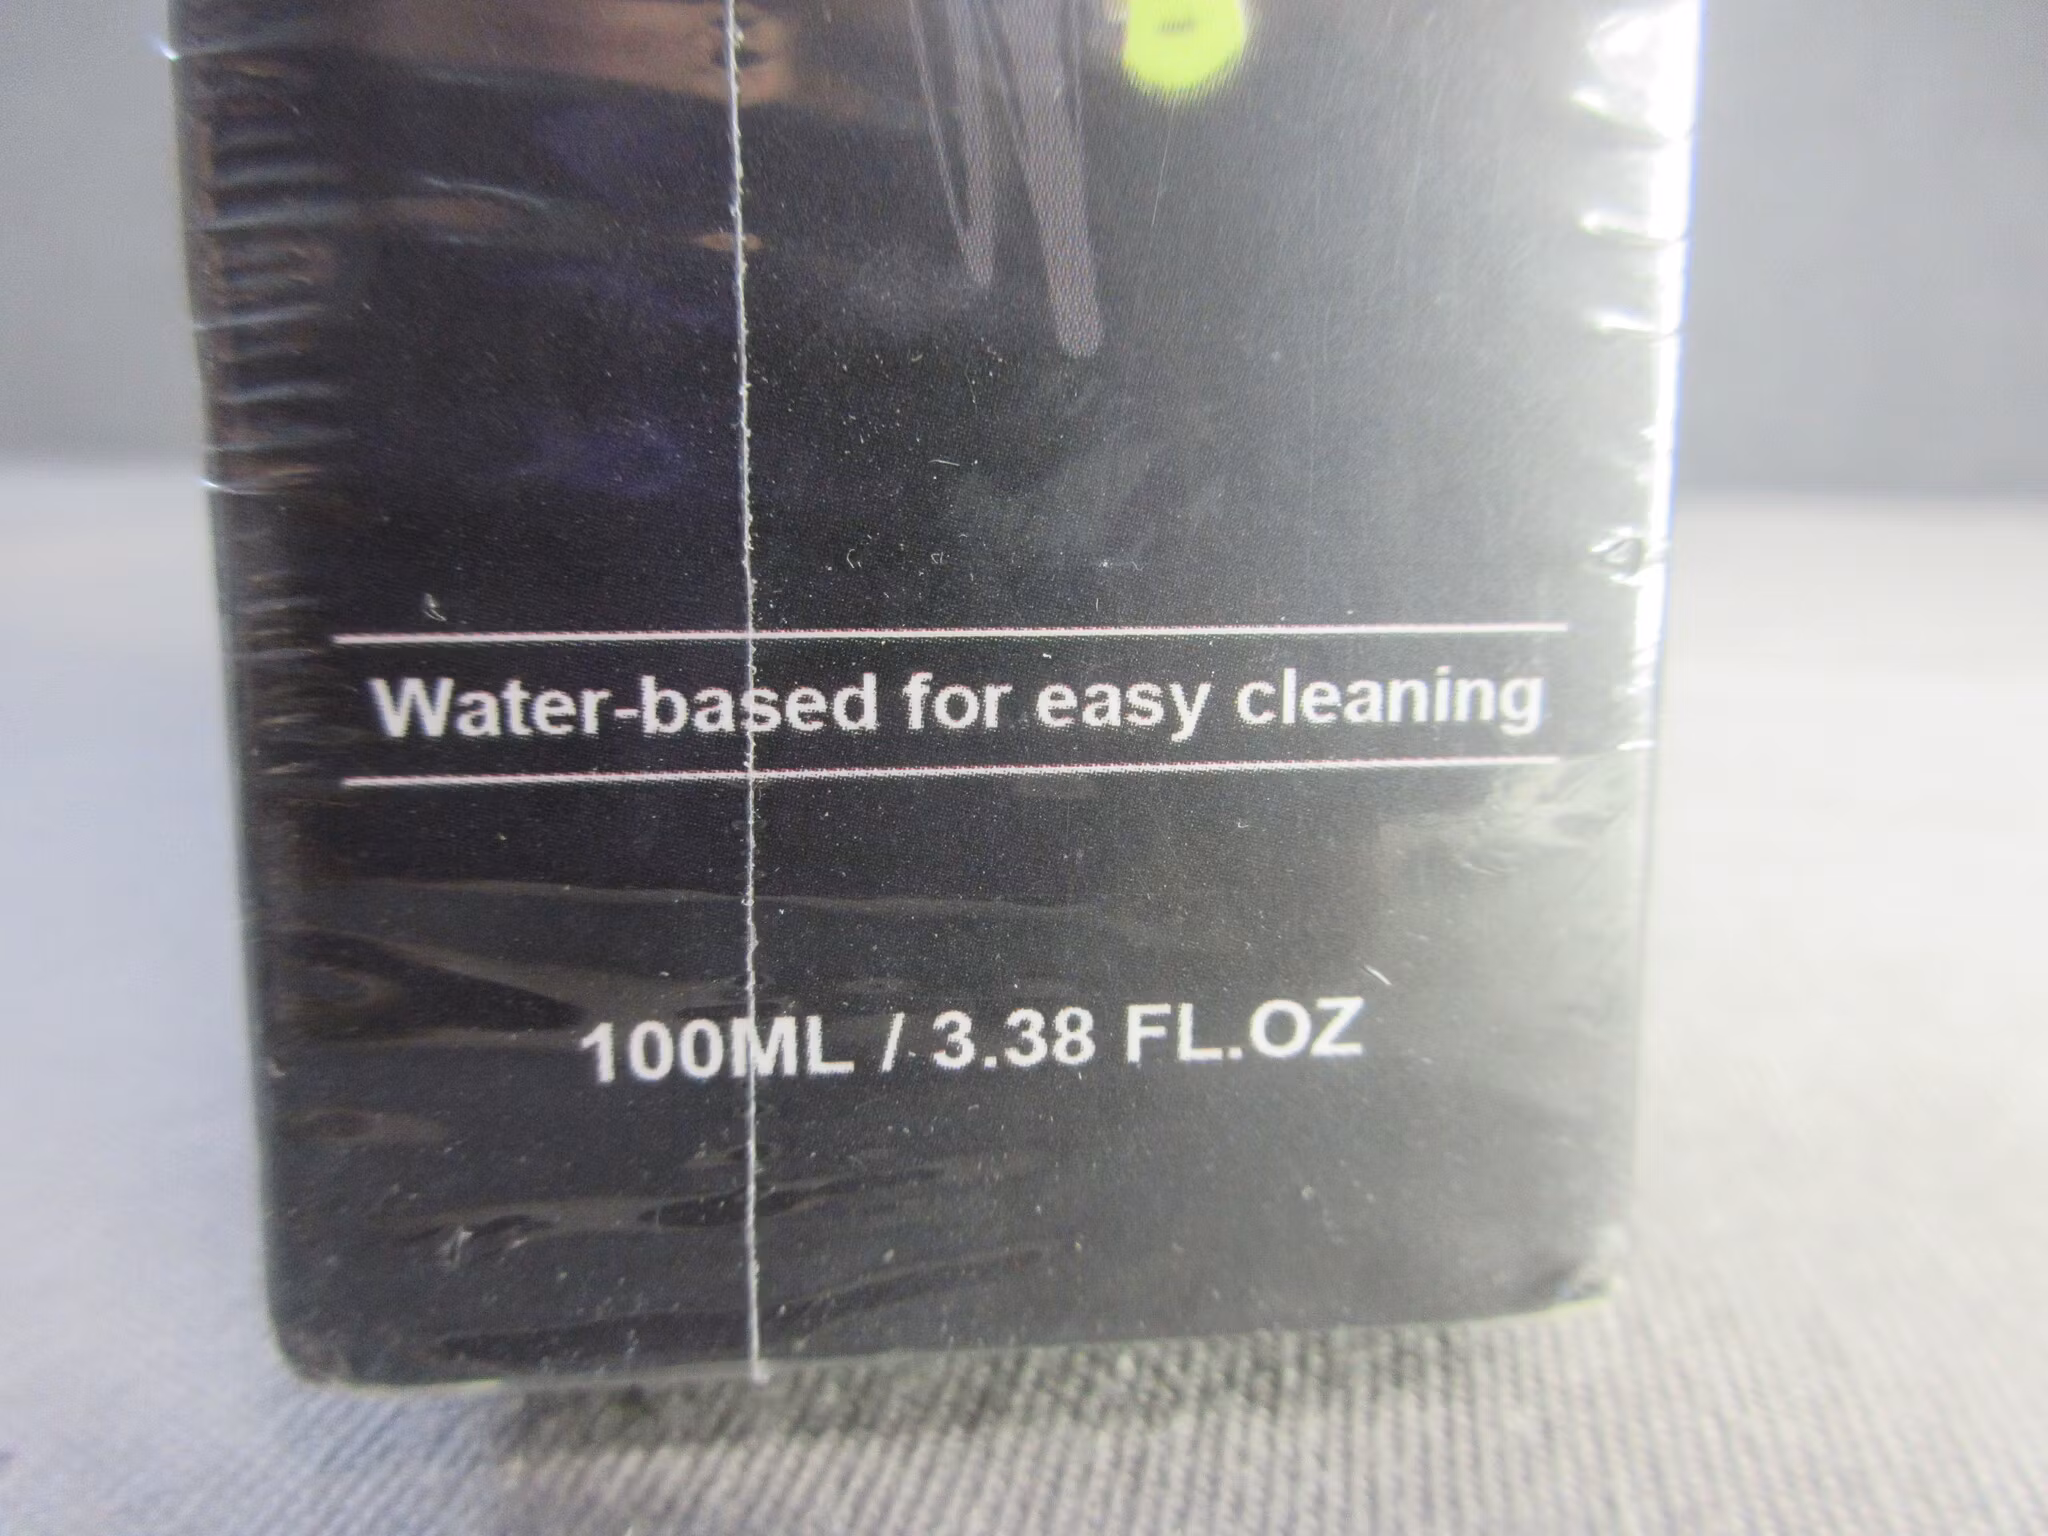 Water-based for easy cleaning
100ML / 3.38 FL.OZ